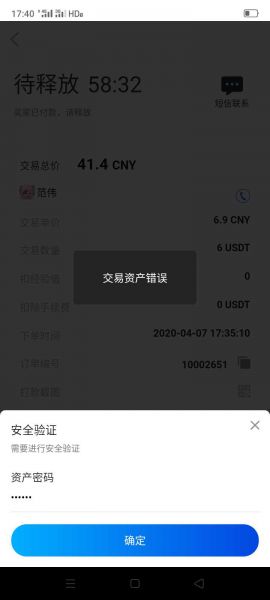 17:40 HD
待释放 58:32
短信联系
买家已付款，请释放
交易总价 41.4 CNY
范伟
交易单价 6.9 CNY
交易数量 6 USDT
扣经验值 0
扣除手续费 0 USDT
交易资产错误
下单时间 2020-04-07 17:35:10
订单编号 10002651
打款截图
安全验证
需要进行安全验证
资产密码
••••••
确定